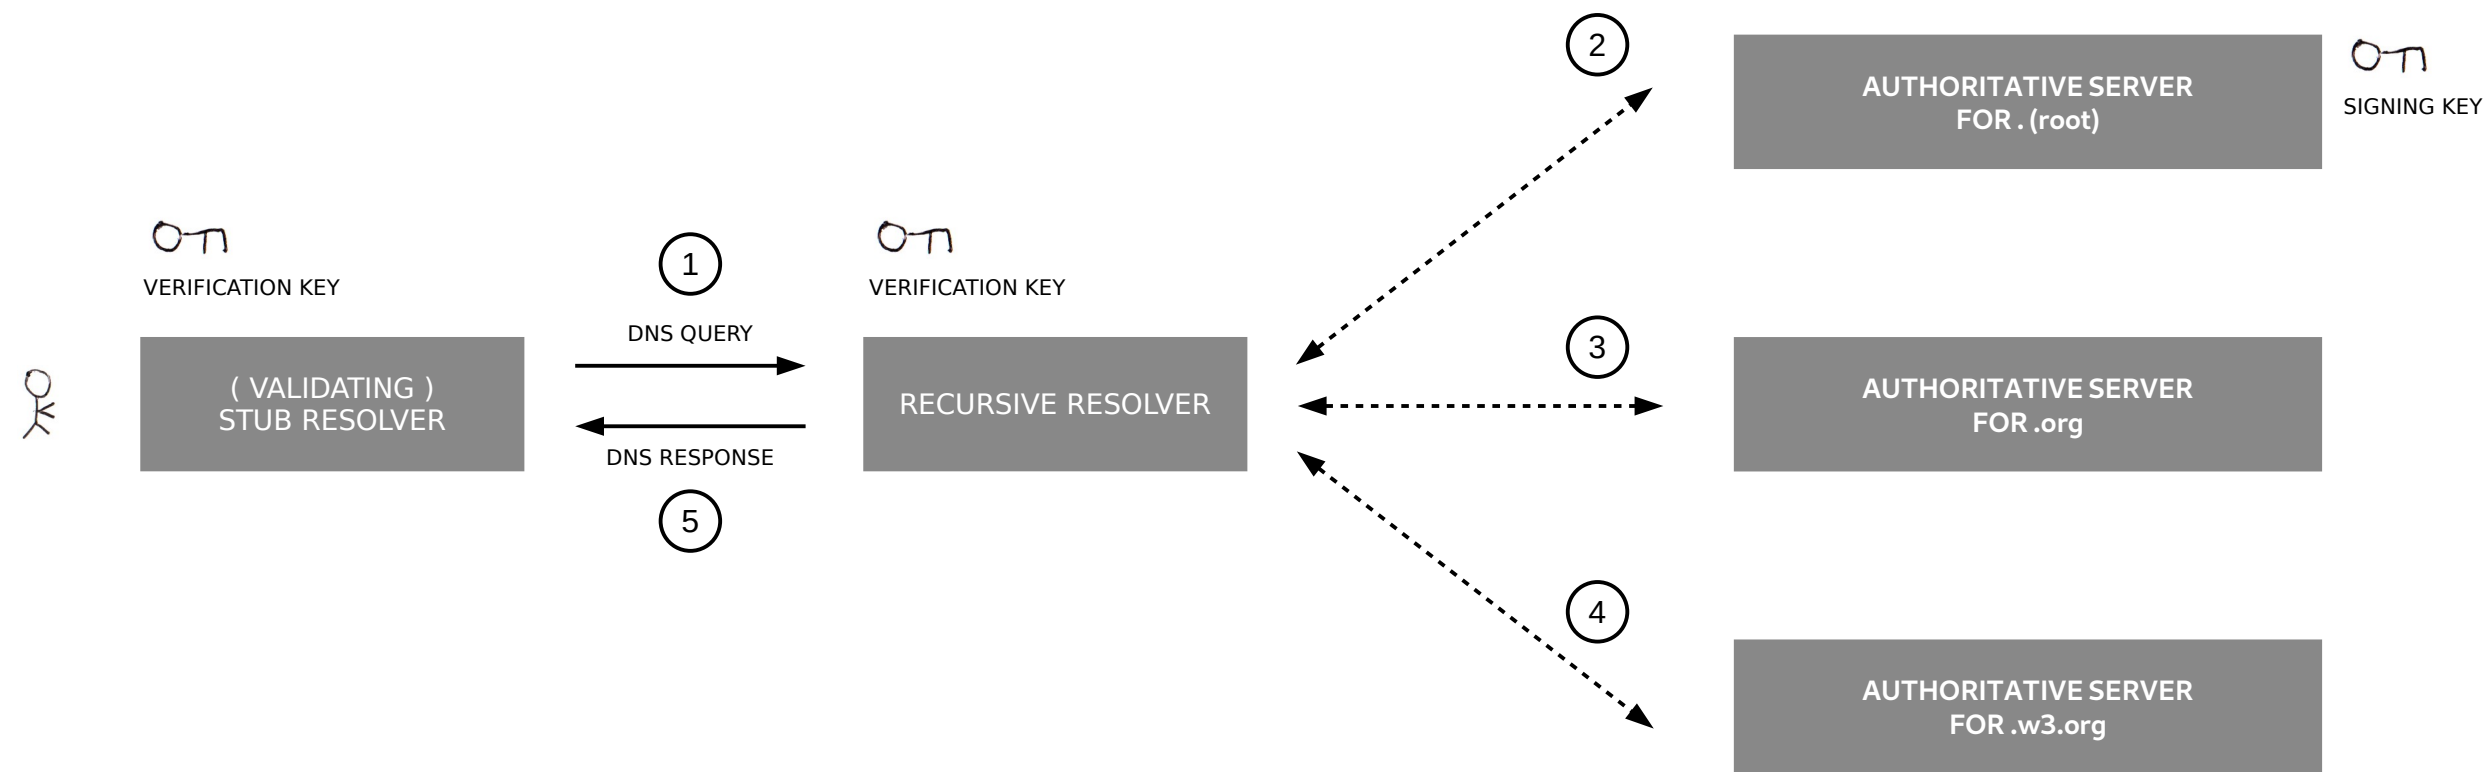 2
AUTHORITATIVE SERVER
FOR . (root)
SIGNING KEY
VERIFICATION KEY
1
VERIFICATION KEY
DNS QUERY
3
( VALIDATING )
STUB RESOLVER
RECURSIVE RESOLVER
AUTHORITATIVE SERVER
FOR .org
DNS RESPONSE
5
4
AUTHORITATIVE SERVER
FOR .w3.org